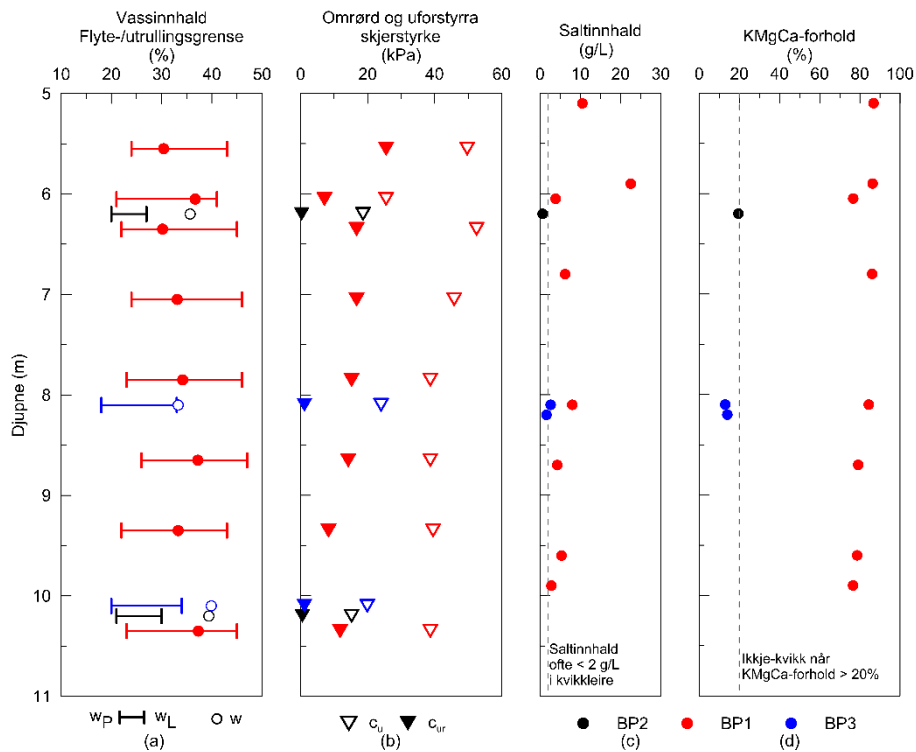 Vassinnhald
Flyte-/utrullingsgrense
(%)
10 20 30 40 50
Omrørd og uforstyrra
skjerstyrke
(kPa)
0 20 40 60
Saltinnhald
(g/L)
0 10 20 30
KMgCa-forhold
(%)
0 20 40 60 80 100
5
6
7
8
9
10
11
Djupne (m)
Saltinnhald
ofte < 2 g/L
i kvikkleire
Ikkje-kvikk når
KMgCa-forhold > 20%
wP wL w
cu cur
BP2 BP1 BP3
(a) (b) (c) (d)